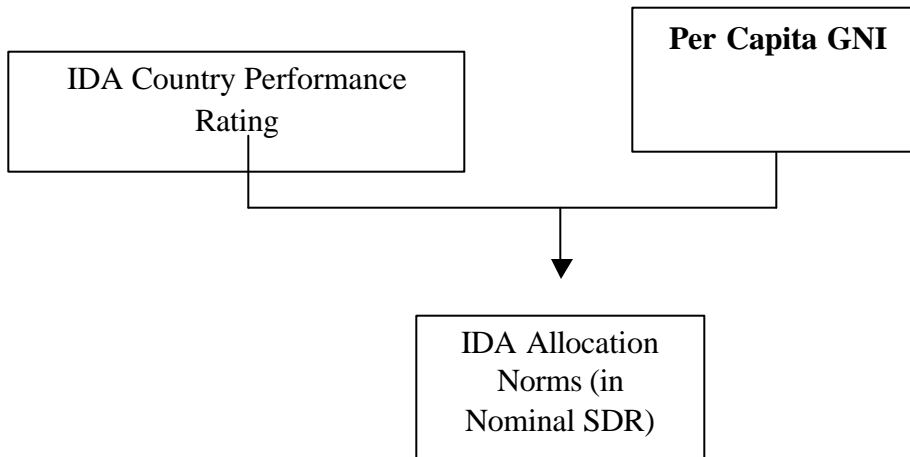 Per Capita GNI
IDA Country Performance
Rating
IDA Allocation
Norms (in
Nominal SDR)